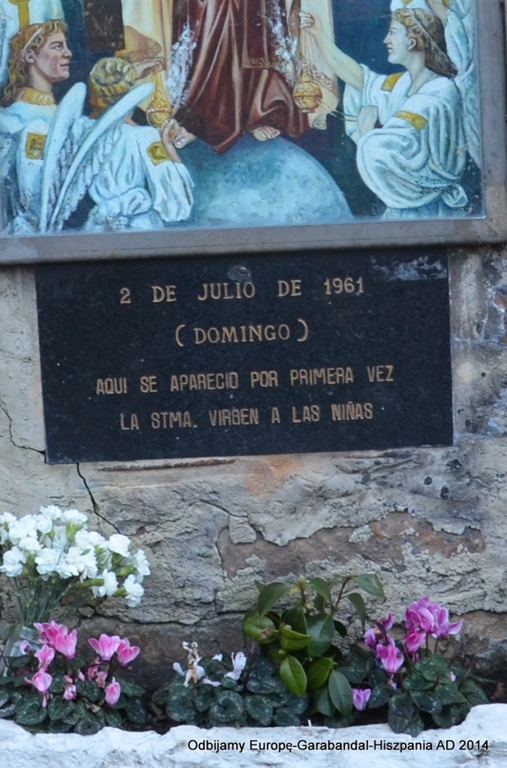 2 DE JULIO DE 1961
(DOMINGO)
AQUI SE APARECIO POR PRIMERA VEZ
LA STMA. VIRGEN A LAS NIÑAS
Odbijamy Europę-Garabandal-Hiszpania AD 2014